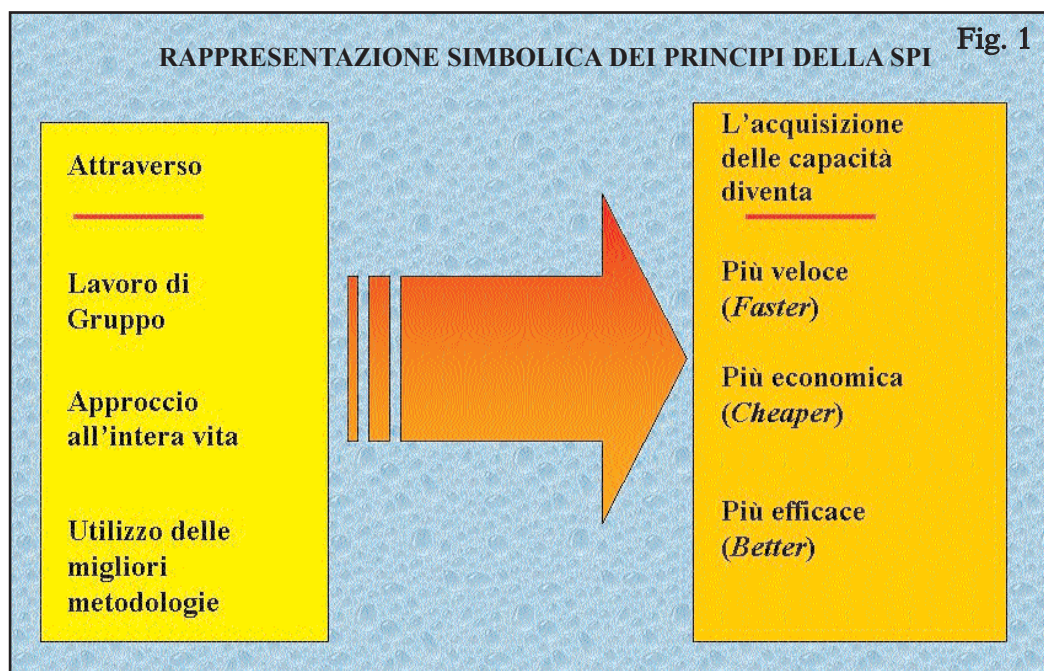 Fig. 1
RAPPRESENTAZIONE SIMBOLICA DEI PRINCIPI DELLA SPI
Attraverso
Lavoro di
Gruppo
Approccio
all'intera vita
Utilizzo delle
migliori
metodologie
L'acquisizione
delle capacità
diventa
Più veloce
(Faster)
Più economica
(Cheaper)
Più efficace
(Better)